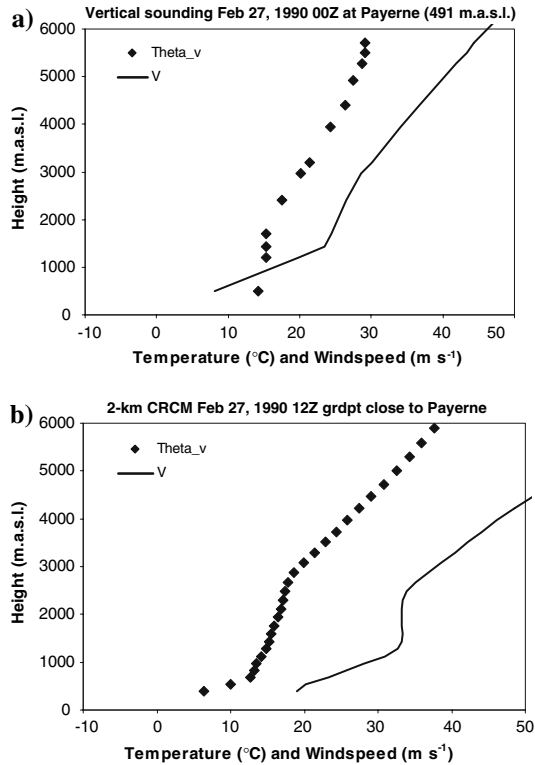 a)
Vertical sounding Feb 27, 1990 00Z at Payerne (491 m.a.s.l.)
6000
5000
4000
3000
2000
1000
0
Height (m.a.s.l.)
Theta_v
V
-10 0 10 20 30 40 50
Temperature (°C) and Windspeed (m s-1)
b)
2-km CRCM Feb 27, 1990 12Z grdpt close to Payerne
6000
5000
4000
3000
2000
1000
0
Height (m.a.s.l.)
Theta_v
V
-10 0 10 20 30 40 50
Temperature (°C) and Windspeed (m s-1)